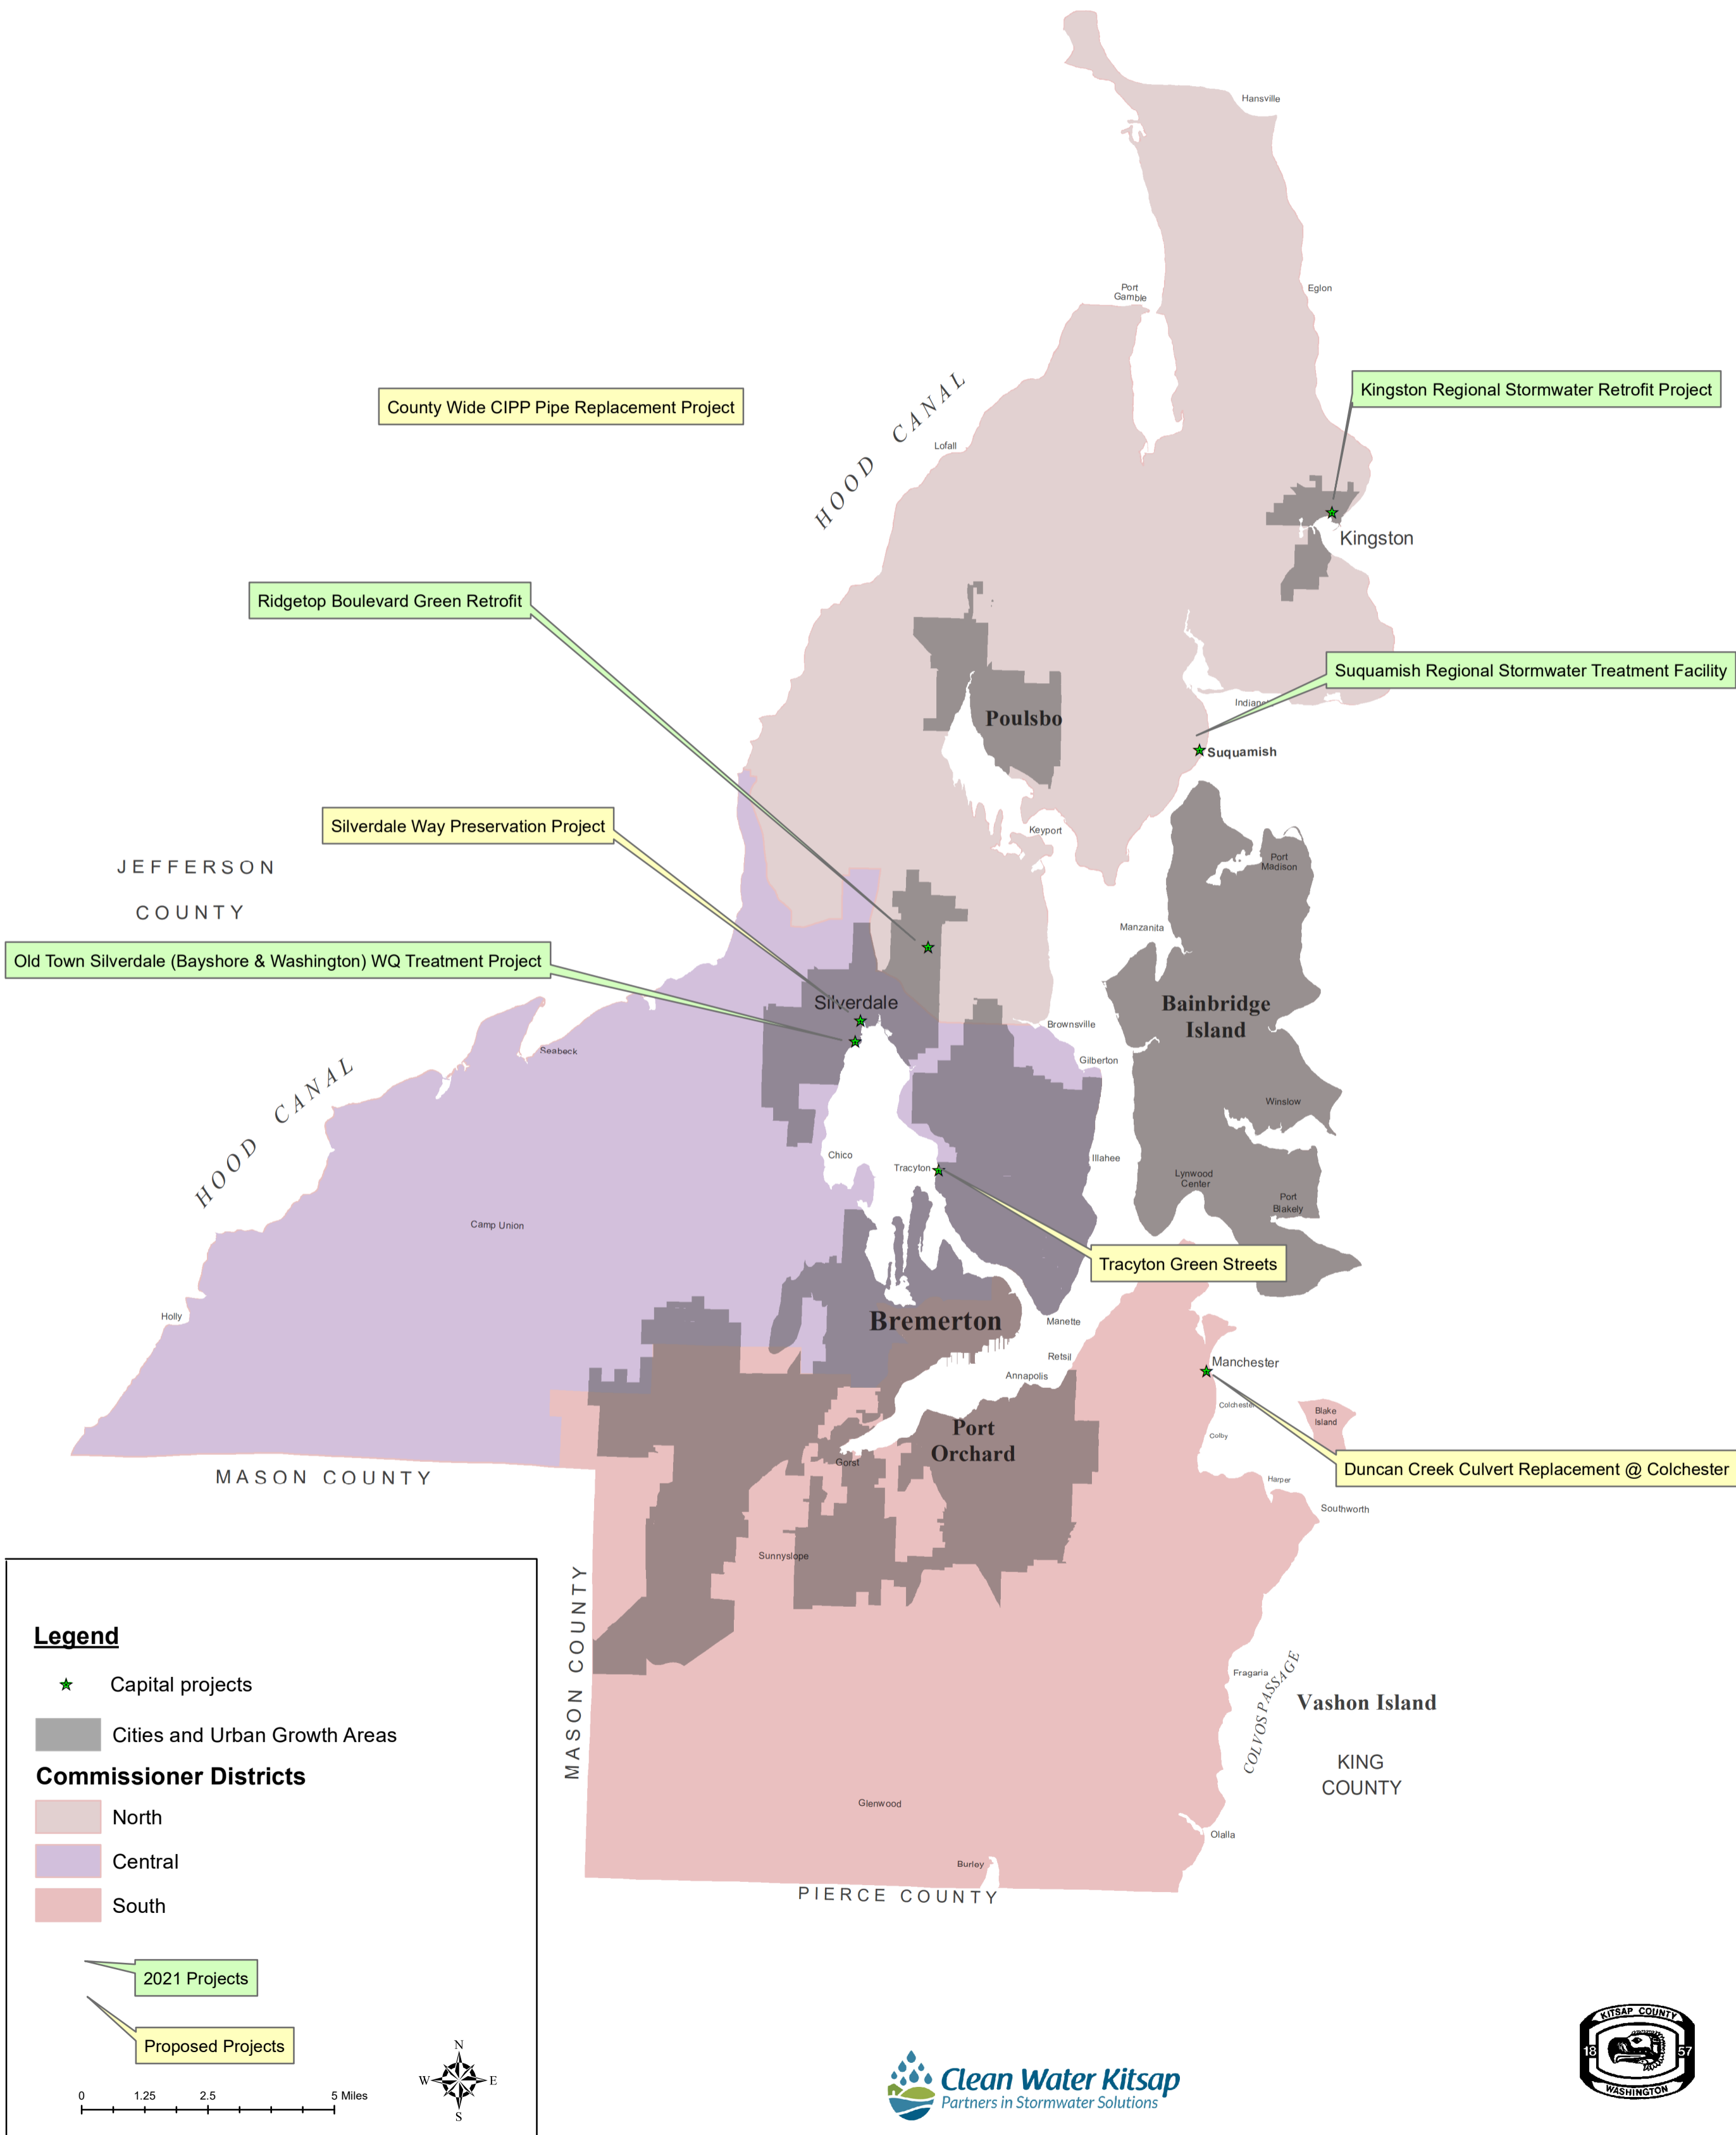 Hansville
Port
Gamble
Eglon
HOOD CANAL
Lofall
County Wide CIPP Pipe Replacement Project
Kingston Regional Stormwater Retrofit Project
Kingston
Ridgetop Boulevard Green Retrofit
Suquamish Regional Stormwater Treatment Facility
Poulsbo
Suquamish
Silverdale Way Preservation Project
Keyport
Port
Madison
JEFFERSON
COUNTY
Manzanita
Old Town Silverdale (Bayshore & Washington) WQ Treatment Project
Silverdale
Bainbridge
Island
Brownsville
Seabeck
Gilberton
HOOD CANAL
Winslow
Chico
Illahee
Tracyton
Lynwood
Center
Port
Blakely
Camp Union
Tracyton Green Streets
Holly
Bremerton
Manette
Retsil
Manchester
Annapolis
Colchester
Blake
Island
Port
Orchard
Colby
Gorst
Duncan Creek Culvert Replacement @ Colchester
MASON COUNTY
Harper
Southworth
Sunnyslope
MASON COUNTY
Fragaria
COLVOS PASSAGE
Vashon Island
KING
COUNTY
Glenwood
Olalla
Burley
PIERCE COUNTY
Legend
Capital projects
Cities and Urban Growth Areas
Commissioner Districts
North
Central
South
2021 Projects
Proposed Projects
N
W E
S
0 1.25 2.5 5 Miles
Clean Water Kitsap
Partners in Stormwater Solutions
KITSAP COUNTY
18 57
WASHINGTON